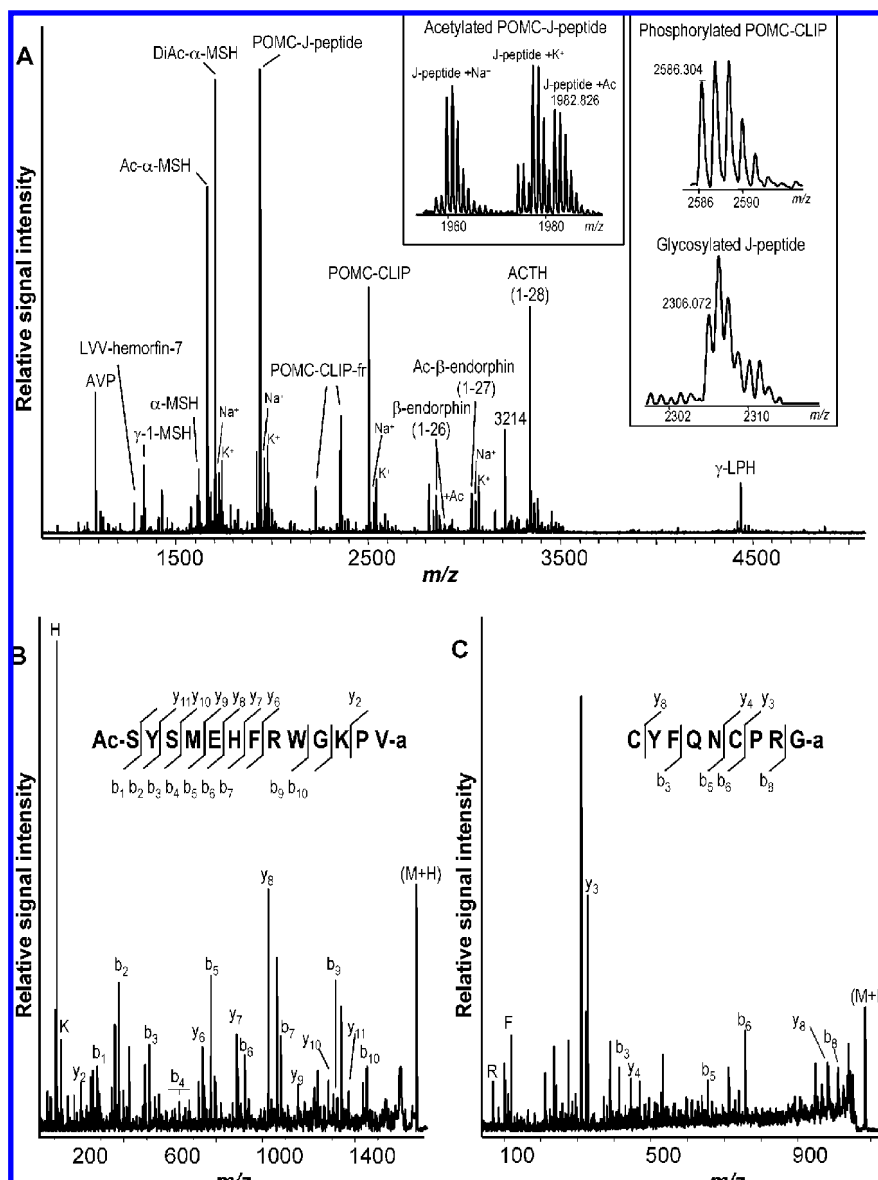 A
Relative signal intensity
DiAc-α-MSH
POMC-J-peptide
Ac-α-MSH
LVV-hemorfin-7
AVP
α-MSH
γ-1-MSH
Na⁺
K⁺
Na⁺
K⁺
POMC-CLIP
POMC-CLIP-fr
Na⁺
K⁺
β-endorphin
(1-26)
+Ac
Ac-β-endorphin
(1-27)
Na⁺
K⁺
3214
ACTH
(1-28)
γ-LPH
1500
2500
3500
4500
m/z
Acetylated POMC-J-peptide
J-peptide +Na⁺
J-peptide +K⁺
J-peptide +Ac
1982.826
1960
1980
m/z
Phosphorylated POMC-CLIP
2586.304
2586
2590
m/z
Glycosylated J-peptide
2306.072
2302
2310
m/z
B
Relative signal intensity
H
y₁₁ y₁₀ y₉ y₈ y₇ y₆ y₂
Ac-S Y S M E H F R W G K P V-a
b₁ b₂ b₃ b₄ b₅ b₆ b₇ b₉ b₁₀
K
y₂
b₁
b₂
b₃
b₄
y₆
b₅
y₇
b₆
y₈
b₇
y₉
y₁₀
b₉
y₁₁
b₁₀
(M+H)
200
600
1000
1400
m/z
C
Relative signal intensity
y₈ y₄ y₃
C Y F Q N C P R G-a
b₃ b₅ b₆ b₈
R
F
y₃
b₃
y₄
b₅
b₆
y₈
b₈
(M+
100
500
900
m/z